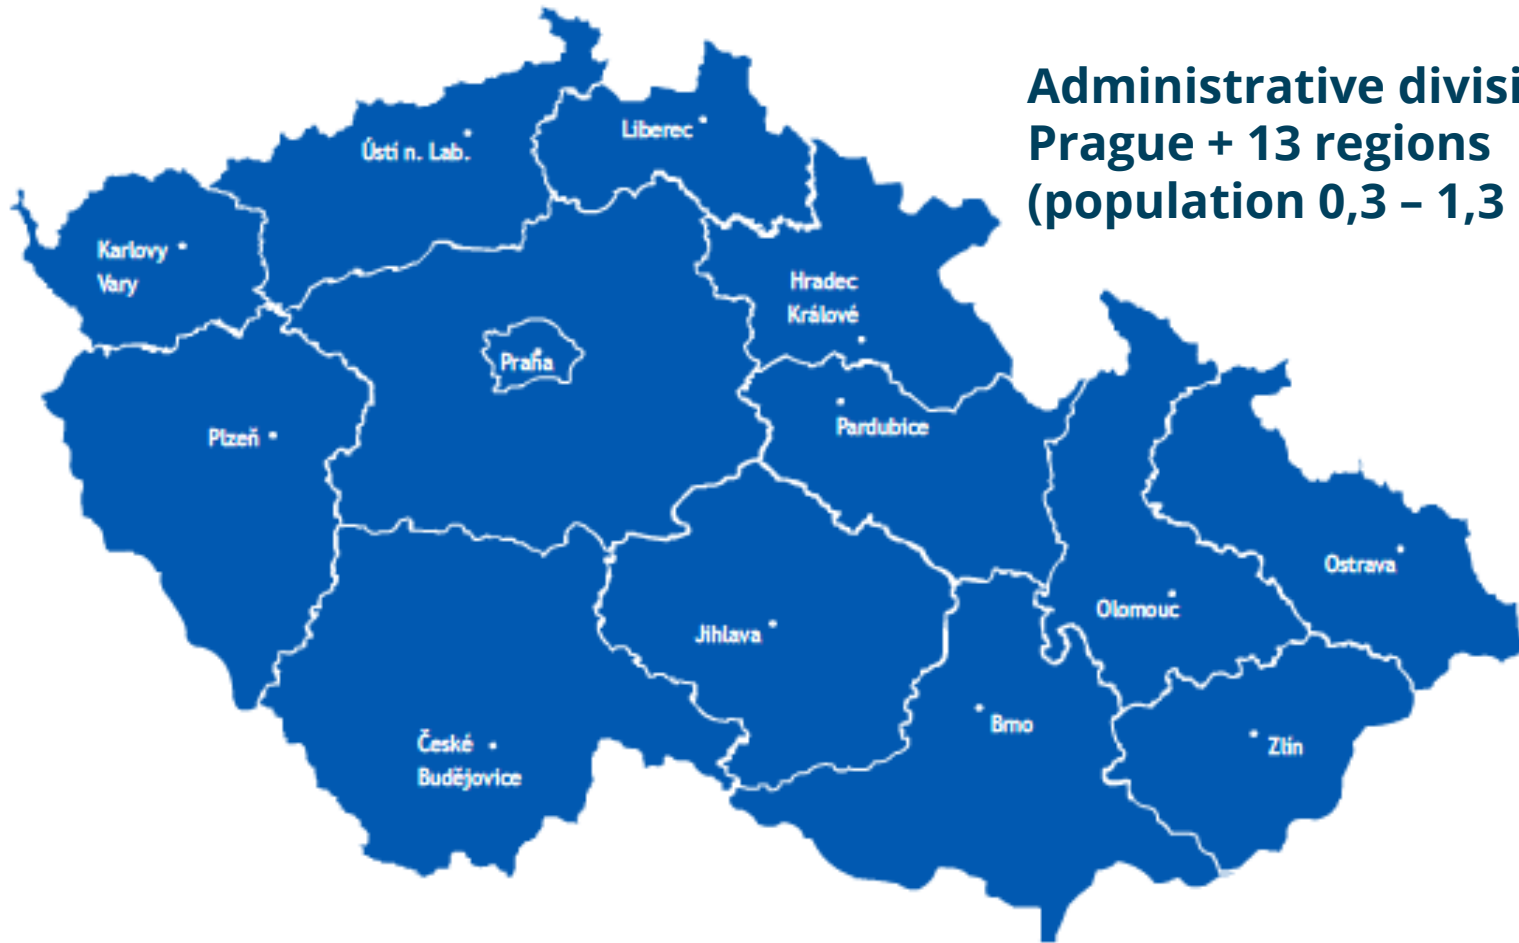 Administrative divisi
Prague + 13 regions
(population 0,3 – 1,3
Liberec
Ústí n. Lab.
Karlovy
Vary
Hradec
Králové
Praha
Pardubice
Plzeň
Ostrava
Olomouc
Jihlava
Brno
České
Budějovice
Zlín